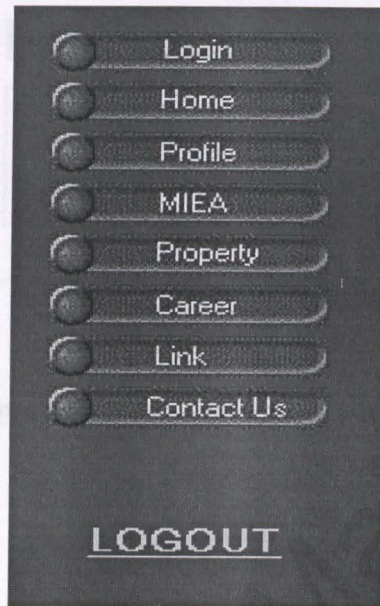 Login
Home
Profile
MIEA
Property
Career
Link
Contact Us
LOGOUT